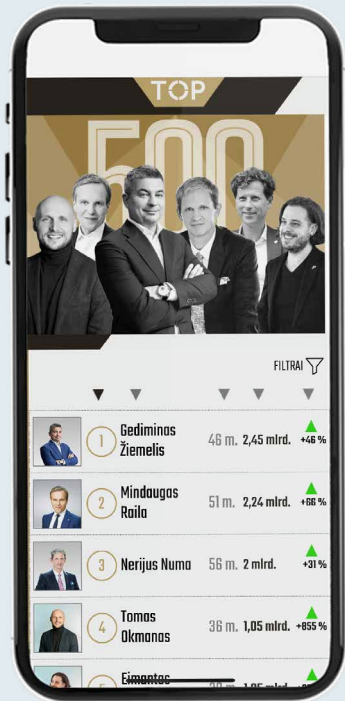 TOP
500
FILTRAI
1 Gediminas Žiemelis 46 m. 2,45 mlrd. +46 %
2 Mindaugas Raila 51 m. 2,24 mlrd. +66 %
3 Nerijus Numa 56 m. 2 mlrd. +31 %
4 Tomas Okmanas 36 m. 1,05 mlrd. +855 %
Eimantas